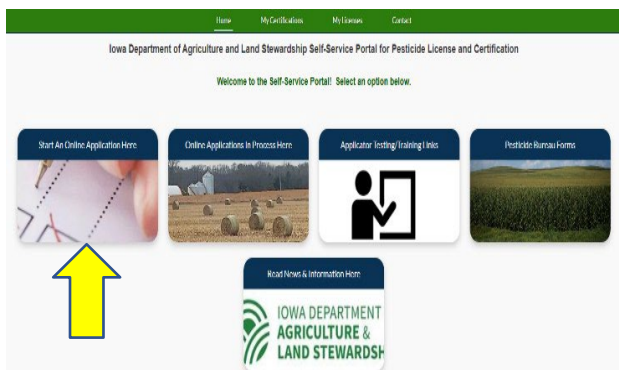 Home My Certifications My Licenses Contact
Iowa Department of Agriculture and Land Stewardship Self-Service Portal for Pesticide License and Certification
Welcome to the Self-Service Portal! Select an option below.
Start An Online Application Here
Online Applications In Process Here
Applicator Testing/Training Links
Pesticide Bureau Forms
Read News & Information Here
IOWA DEPARTMENT
AGRICULTURE &
LAND STEWARDSH